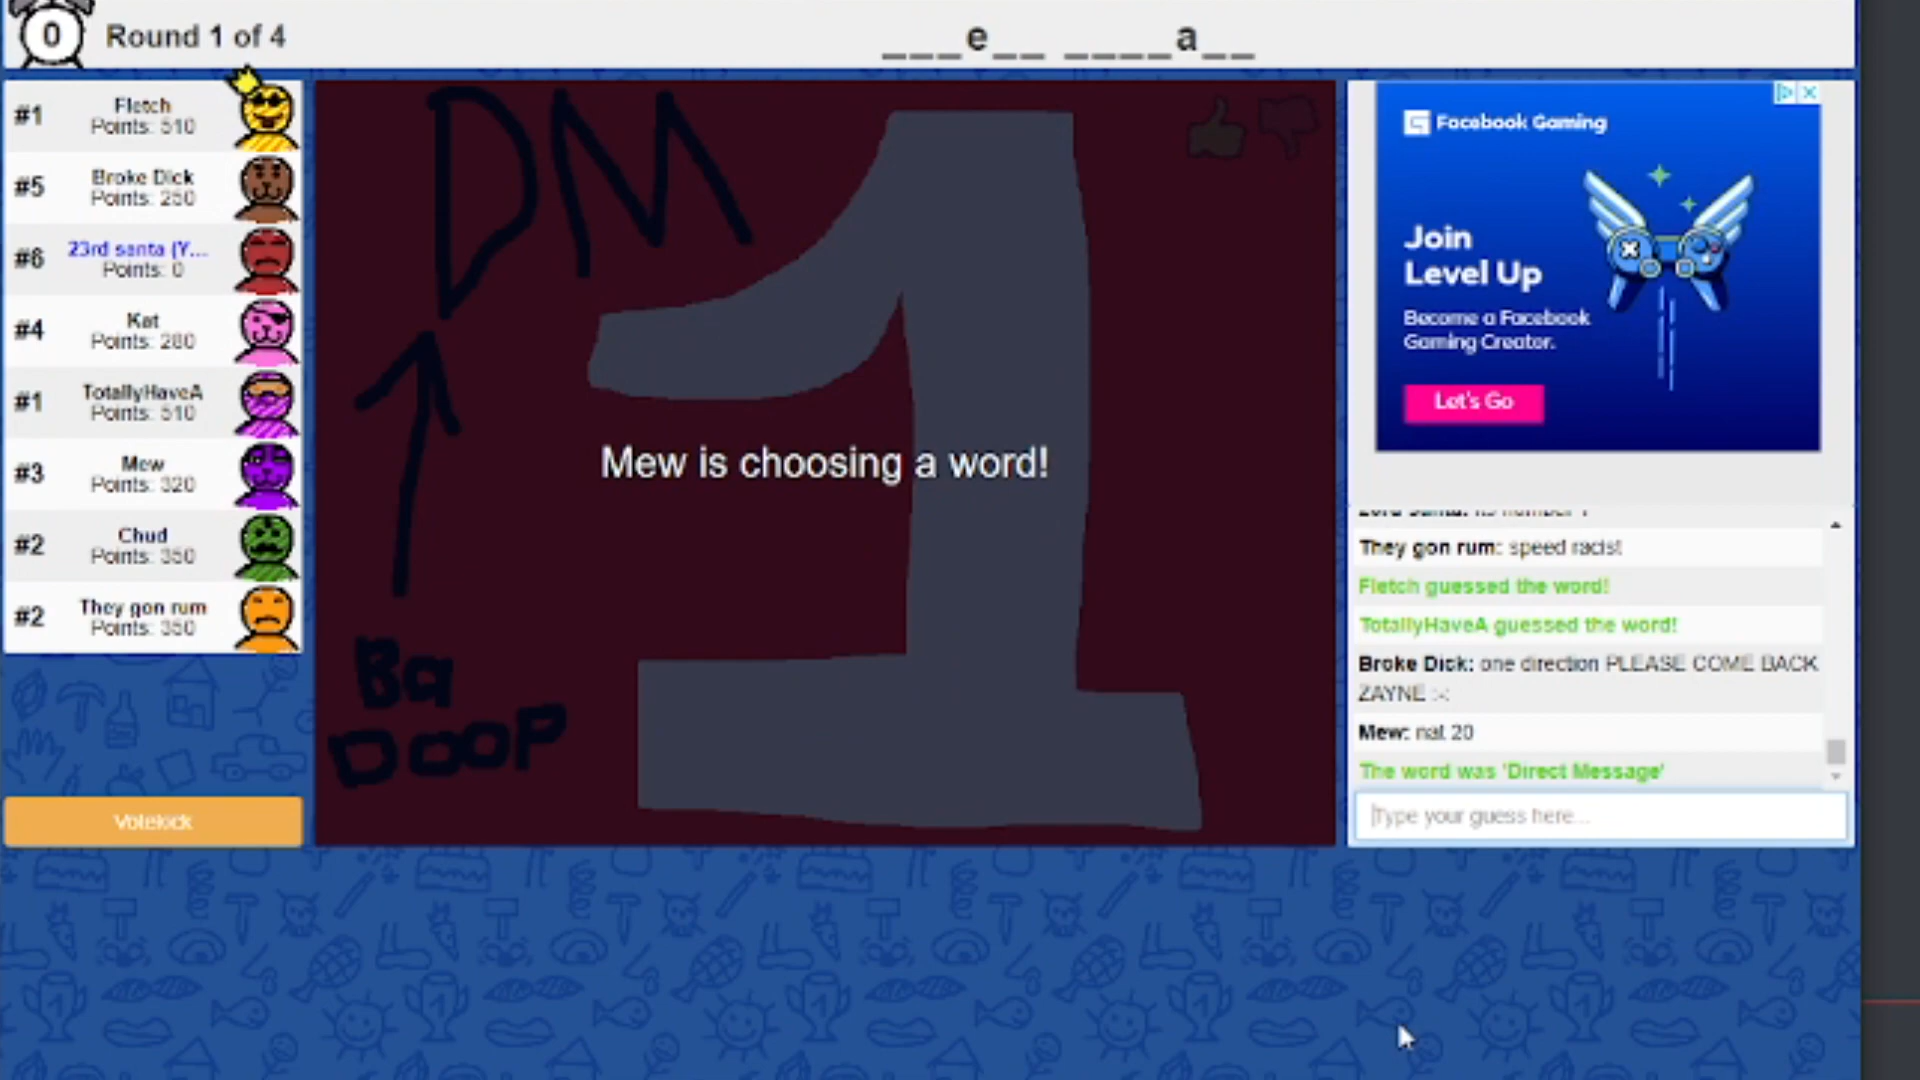 0
Round 1 of 4
___e__ ____a__
#1
Fletch
Points: 510
#5
Broke Dick
Points: 250
#6
23rd santa (Y...
Points: 0
#4
Kat
Points: 280
#1
TotallyHaveA
Points: 510
#3
Mew
Points: 320
#2
Chud
Points: 350
#2
They gon rum
Points: 350
Votekick
DM
Mew is choosing a word!
Ba
DOOP
Facebook Gaming
Join
Level Up
Become a Facebook
Gaming Creator.
Let's Go
They gon rum: speed racist
Fletch guessed the word!
TotallyHaveA guessed the word!
Broke Dick: one direction PLEASE COME BACK
ZAYNE :-:
Mew: nat 20
The word was 'Direct Message'
Type your guess here...